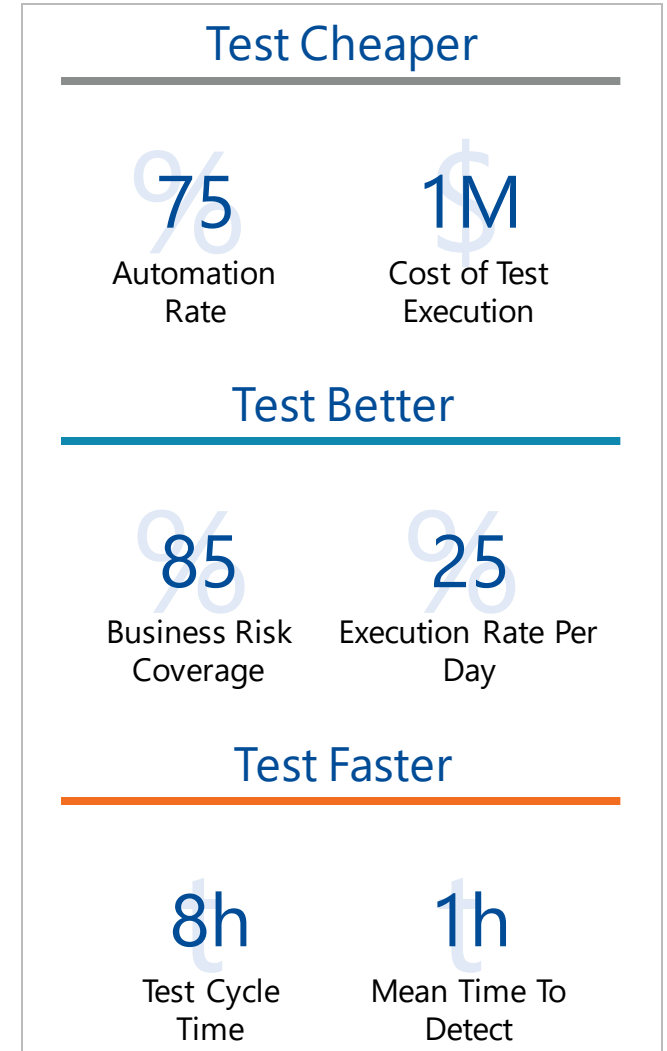 Test Cheaper
% $
75 1M
Automation Cost of Test
Rate Execution
Test Better
% %
85 25
Business Risk Execution Rate Per
Coverage Day
Test Faster
t t
8h 1h
Test Cycle Mean Time To
Time Detect